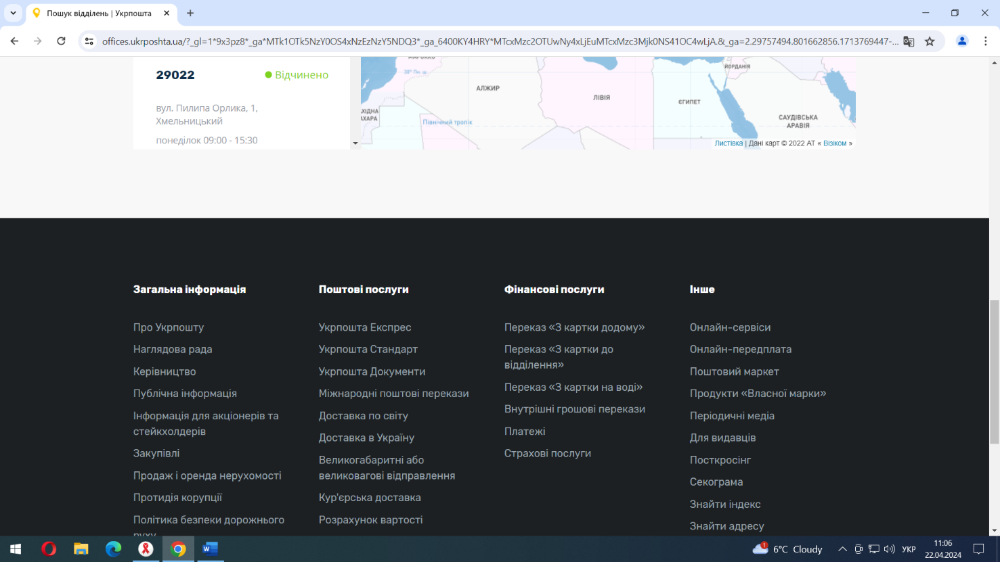 Пошук відділень | Укрпошта
offices.ukrposhta.ua/?_gl=1*9x3pz8*_ga*MTk1OTk5NzY0OS4xNzEzNzY5NDQ3*_ga_6400KY4HRY*MTcxMzc2OTUwNy4xLjEuMTcxMzc3Mjk0NS41OC4wLjA.&_ga=2.29757494.801662856.1713769447-...
29022
Відчинено
вул. Пилипа Орлика, 1,
Хмельницький
понеділок 09:00 - 15:30
МАРОККО
30° Пн. ш.
АЛЖИР
ЛІВІЯ
ЄГИПЕТ
ЙОРДАНІЯ
САУДІВСЬКА
АРАВІЯ
ХІДНА
АХАРА
Північний тропік
Листівка | Дані карт © 2022 АТ « Візіком »
Загальна інформація
Про Укрпошту
Наглядова рада
Керівництво
Публічна інформація
Інформація для акціонерів та
стейкхолдерів
Закупівлі
Продаж і оренда нерухомості
Протидія корупції
Політика безпеки дорожнього
руху
Поштові послуги
Укрпошта Експрес
Укрпошта Стандарт
Укрпошта Документи
Міжнародні поштові перекази
Доставка по світу
Доставка в Україну
Великогабаритні або
великовагові відправлення
Кур'єрська доставка
Розрахунок вартості
Фінансові послуги
Переказ «З картки додому»
Переказ «З картки до
відділення»
Переказ «З картки на воді»
Внутрішні грошові перекази
Платежі
Страхові послуги
Інше
Онлайн-сервіси
Онлайн-передплата
Поштовий маркет
Продукти «Власної марки»
Періодичні медіа
Для видавців
Посткросінг
Секограма
Знайти індекс
Знайти адресу
1
6°C Cloudy
УКР
11:06
22.04.2024